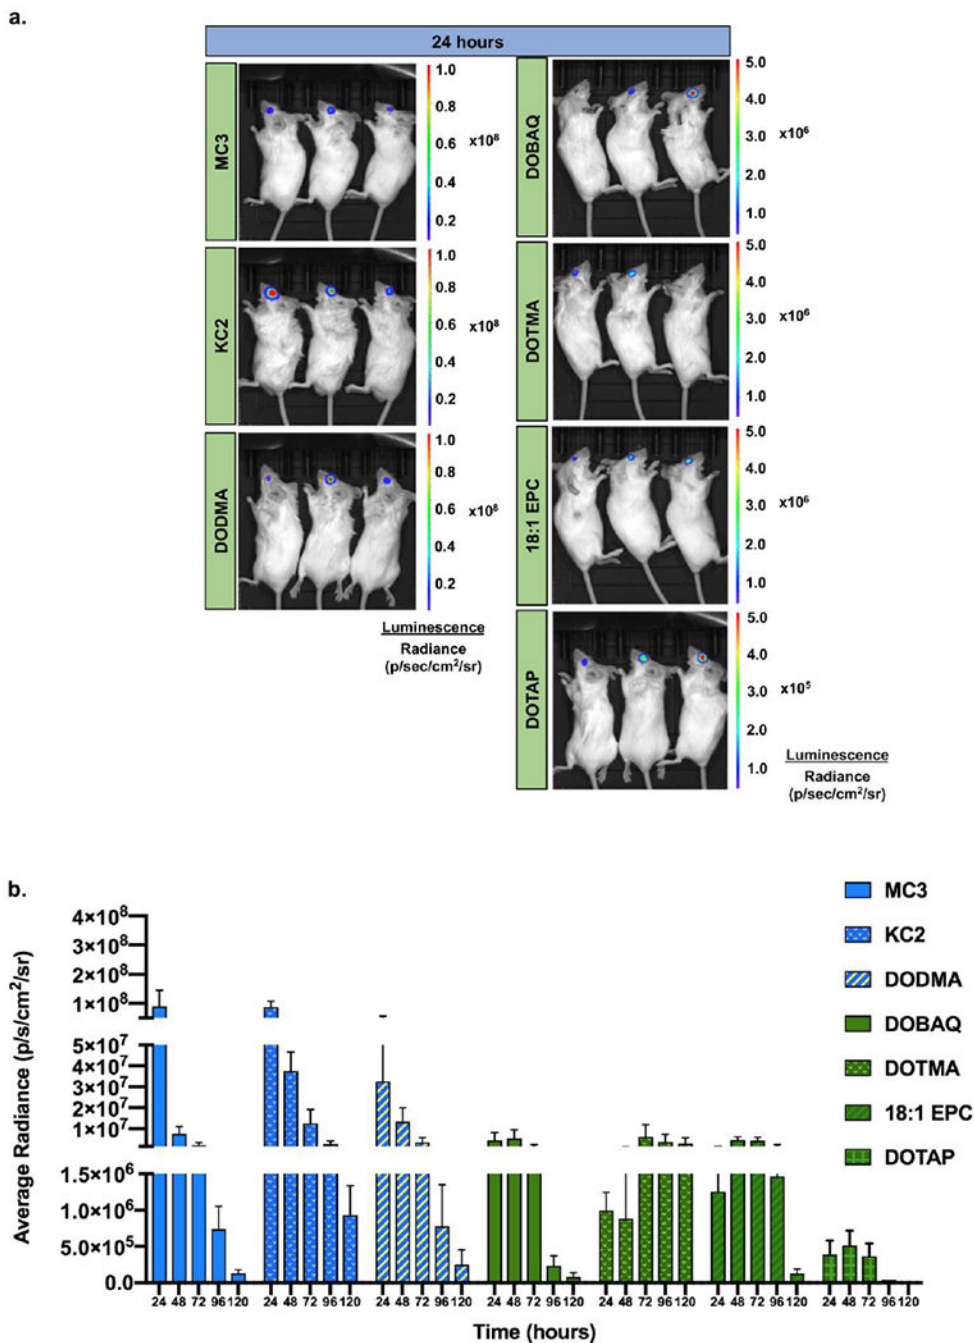 a.
24 hours
MC3
1.0
0.8
0.6
0.4
0.2
x10⁸
KC2
1.0
0.8
0.6
0.4
0.2
x10⁸
DODMA
1.0
0.8
0.6
0.4
0.2
x10⁸
Luminescence
Radiance
(p/sec/cm²/sr)
DOBAQ
5.0
4.0
3.0
2.0
1.0
x10⁶
DOTMA
5.0
4.0
3.0
2.0
1.0
x10⁶
18:1 EPC
5.0
4.0
3.0
2.0
1.0
x10⁶
DOTAP
5.0
4.0
3.0
2.0
1.0
x10⁵
Luminescence
Radiance
(p/sec/cm²/sr)
b.
Average Radiance (p/s/cm²/sr)
4×10⁸
3×10⁸
2×10⁸
1×10⁸
5×10⁷
4×10⁷
3×10⁷
2×10⁷
1×10⁷
1.5×10⁶
1.0×10⁶
5.0×10⁵
0.0
24 48 72 96 120 24 48 72 96 120 24 48 72 96 120 24 48 72 96 120 24 48 72 96 120 24 48 72 96 120 24 48 72 96 120
Time (hours)
MC3
KC2
DODMA
DOBAQ
DOTMA
18:1 EPC
DOTAP